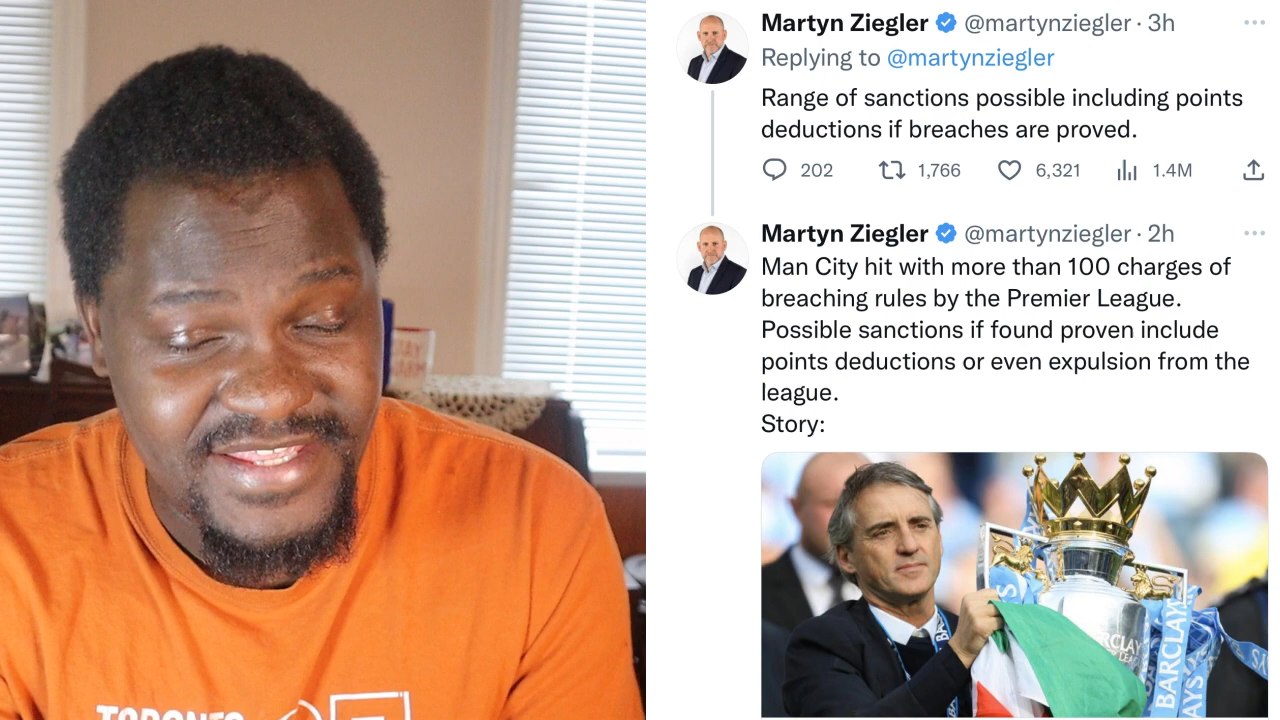 Martyn Ziegler @martynziegler · 3h
Replying to @martynziegler
Range of sanctions possible including points
deductions if breaches are proved.
202 1,766 6,321 1.4M
Martyn Ziegler @martynziegler · 2h
Man City hit with more than 100 charges of
breaching rules by the Premier League.
Possible sanctions if found proven include
points deductions or even expulsion from the
league.
Story:
BARCLAYS
TORONTO